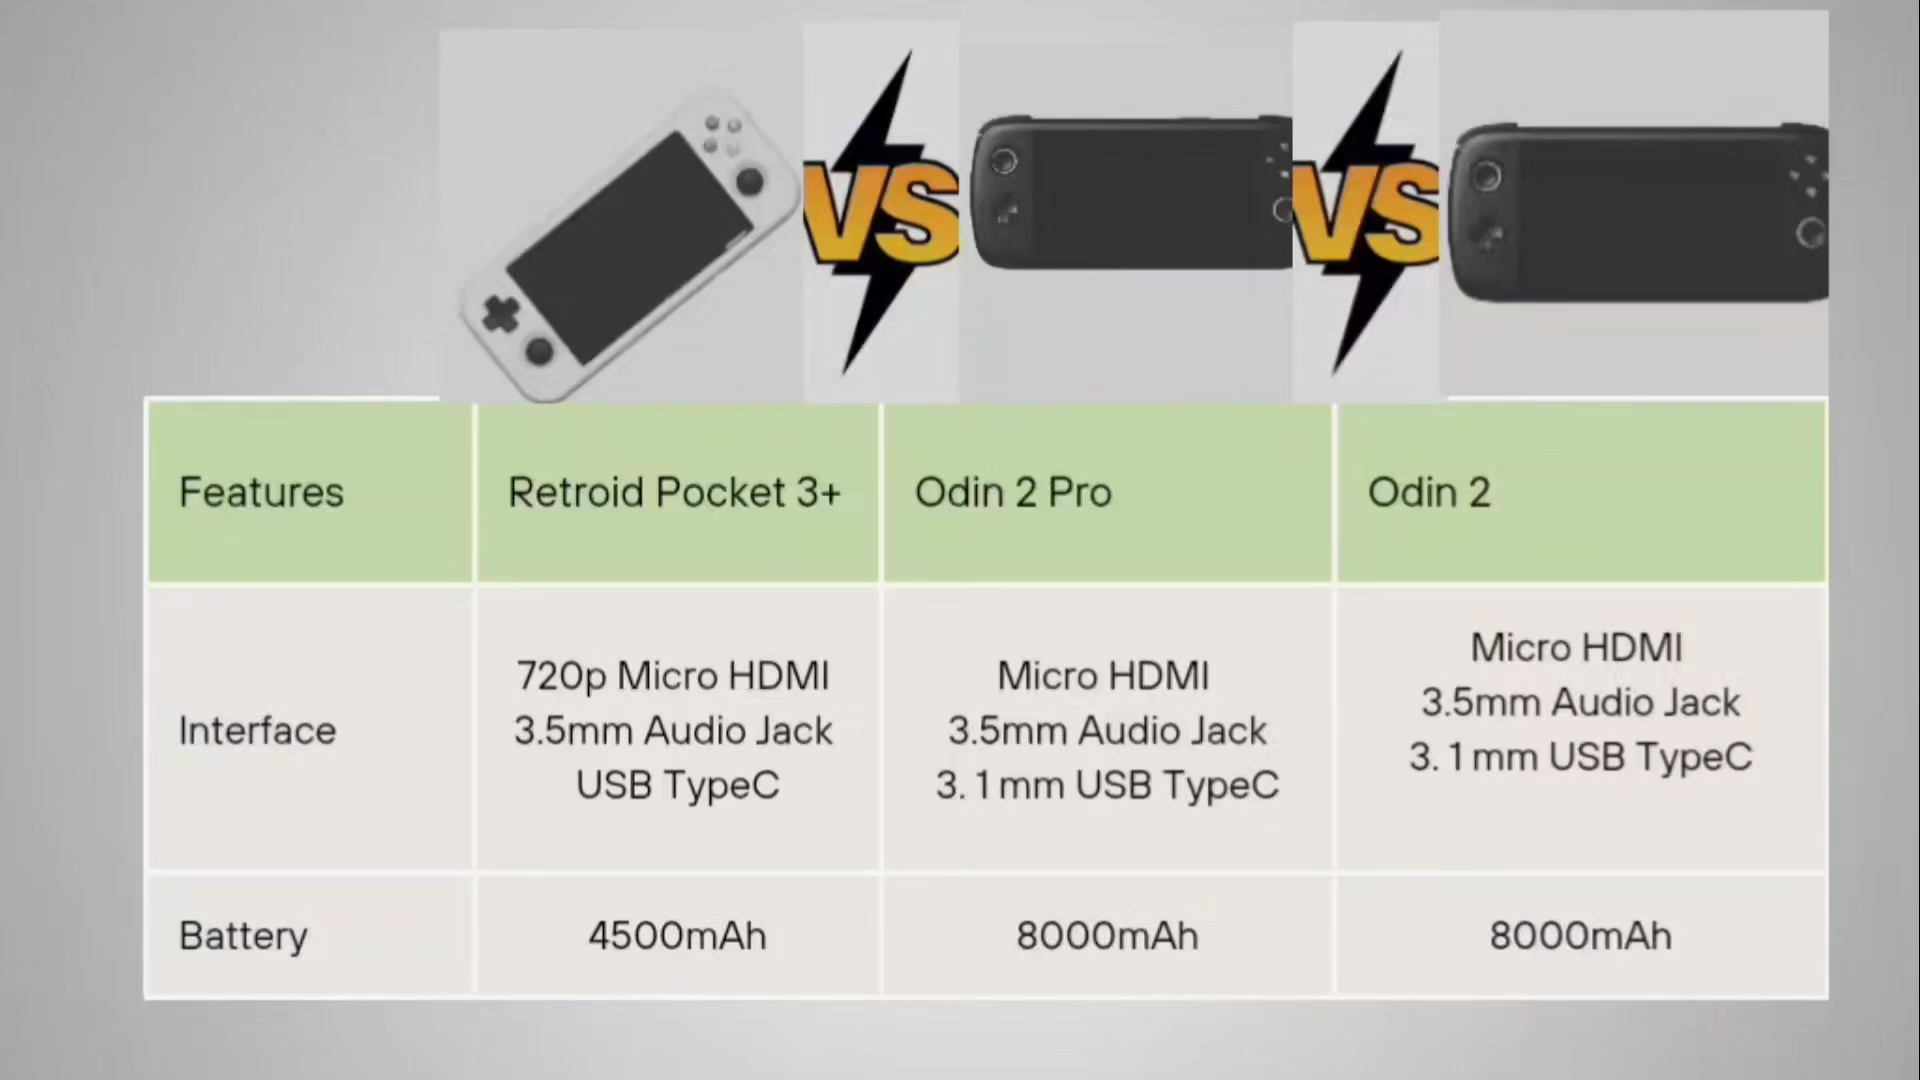 VS
VS
Features
Retroid Pocket 3+
Odin 2 Pro
Odin 2
Interface
720p Micro HDMI
3.5mm Audio Jack
USB TypeC
Micro HDMI
3.5mm Audio Jack
3.1mm USB TypeC
Micro HDMI
3.5mm Audio Jack
3.1mm USB TypeC
Battery
4500mAh
8000mAh
8000mAh